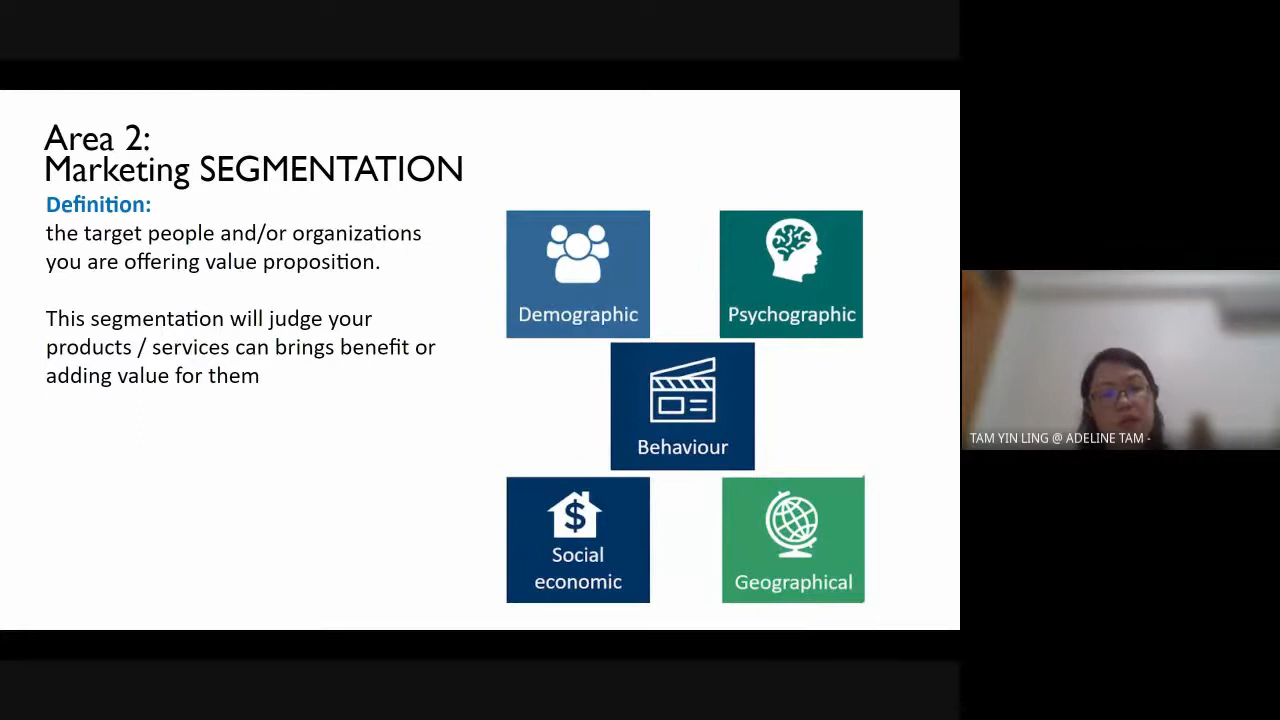 Area 2:
Marketing SEGMENTATION
Definition:
the target people and/or organizations
you are offering value proposition.
This segmentation will judge your
products / services can brings benefit or
adding value for them
Demographic
Psychographic
Behaviour
$
Social
economic
Geographical
TAM YIN LING @ ADELINE TAM -